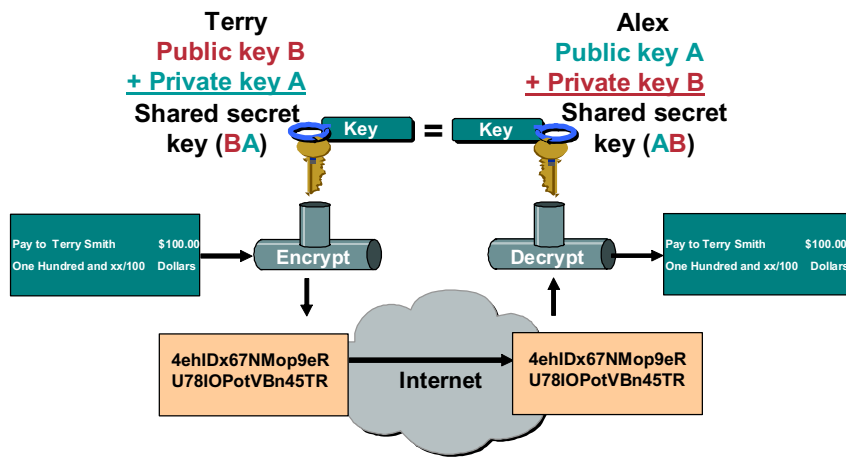 Terry
Public key B
+ Private key A
Shared secret
key (BA)
Alex
Public key A
+ Private key B
Shared secret
key (AB)
Key
=
Key
Pay to Terry Smith $100.00
One Hundred and xx/100 Dollars
Encrypt
Decrypt
Pay to Terry Smith $100.00
One Hundred and xx/100 Dollars
4ehIDx67NMop9eR
U78IOPotVBn45TR
Internet
4ehIDx67NMop9eR
U78IOPotVBn45TR